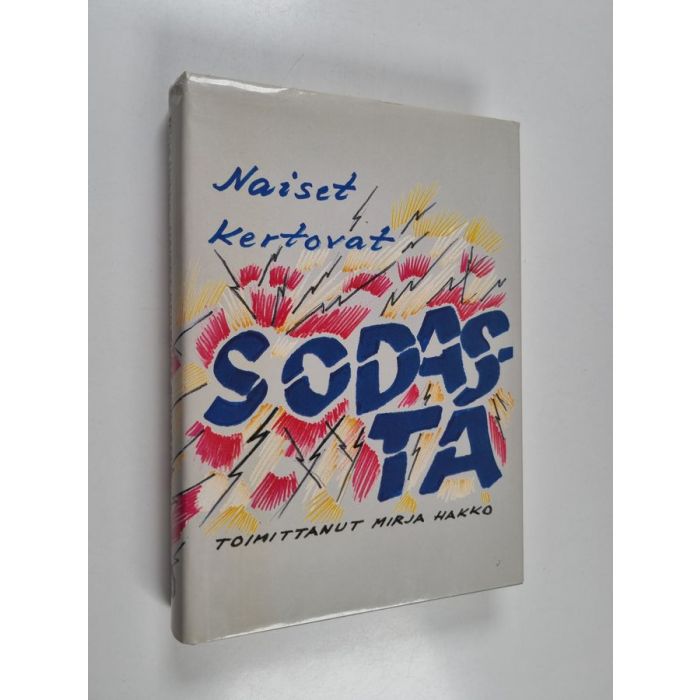 Naiset
kertovat
SODAS-
TA
TOIMITTANUT MIRJA HAKKO